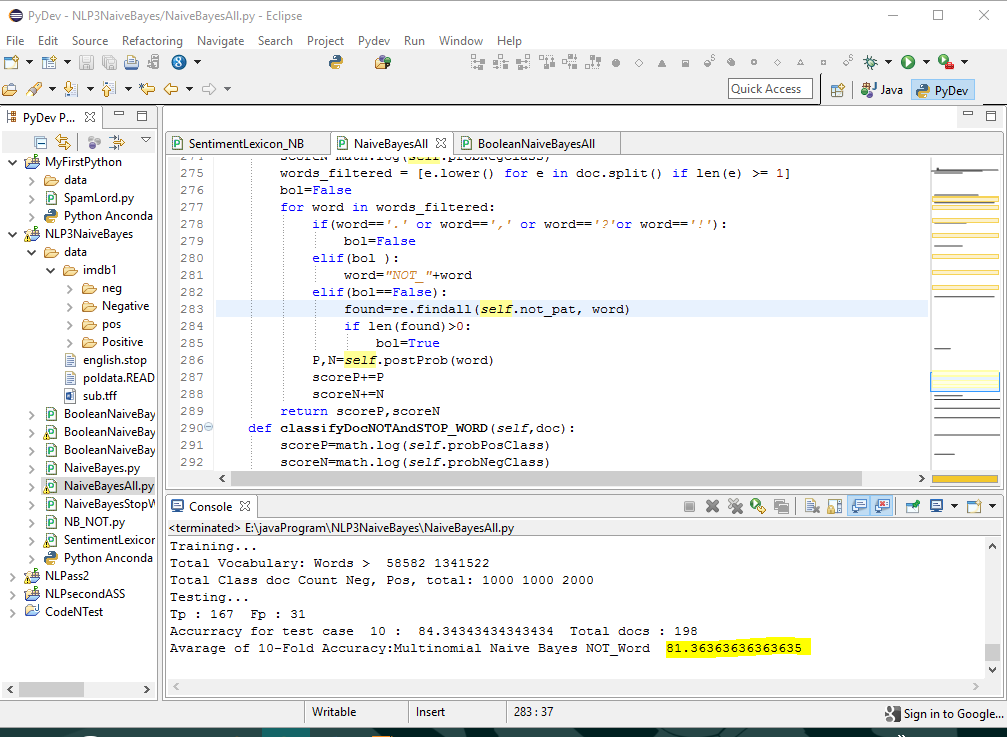 PyDev - NLP3NaiveBayes/NaiveBayesAll.py - Eclipse
File Edit Source Refactoring Navigate Search Project Pydev Run Window Help
Quick Access
Java
PyDev
PyDev P...
MyFirstPython
data
SpamLord.py
Python Anconda
NLP3NaiveBayes
data
imdb1
neg
Negative
pos
Positive
english.stop
poldata.READ
sub.tff
BooleanNaiveBay
BooleanNaiveBay
BooleanNaiveBay
NaiveBayes.py
NaiveBayesAll.py
NaiveBayesStopW
NB_NOT.py
SentimentLexicor
Python Anconda
NLPass2
NLPsecondASS
CodeNTest
SentimentLexicon_NB NaiveBayesAll BooleanNaiveBayesAll
275 words_filtered = [e.lower() for e in doc.split() if len(e) >= 1]
276 bol=False
277 for word in words_filtered:
278 if(word=='.' or word==',' or word=='?'or word=='!'):
279 bol=False
280 elif(bol ):
281 word="NOT_"+word
282 elif(bol==False):
283 found=re.findall(self.not_pat, word)
284 if len(found)>0:
285 bol=True
286 P,N=self.postProb(word)
287 scoreP+=P
288 scoreN+=N
289 return scoreP,scoreN
290 def classifyDocNOTAndSTOP_WORD(self,doc):
291 scoreP=math.log(self.probPosClass)
292 scoreN=math.log(self.probNegClass)
Console
<terminated> E:\javaProgram\NLP3NaiveBayes\NaiveBayesAll.py
Training...
Total Vocabulary: Words > 58582 1341522
Total Class doc Count Neg, Pos, total: 1000 1000 2000
Testing...
Tp : 167 Fp : 31
Accurracy for test case 10 : 84.34343434343434 Total docs : 198
Avarage of 10-Fold Accuracy:Multinomial Naive Bayes NOT_Word 81.36363636363635
Writable Insert 283 : 37
Sign in to Google...